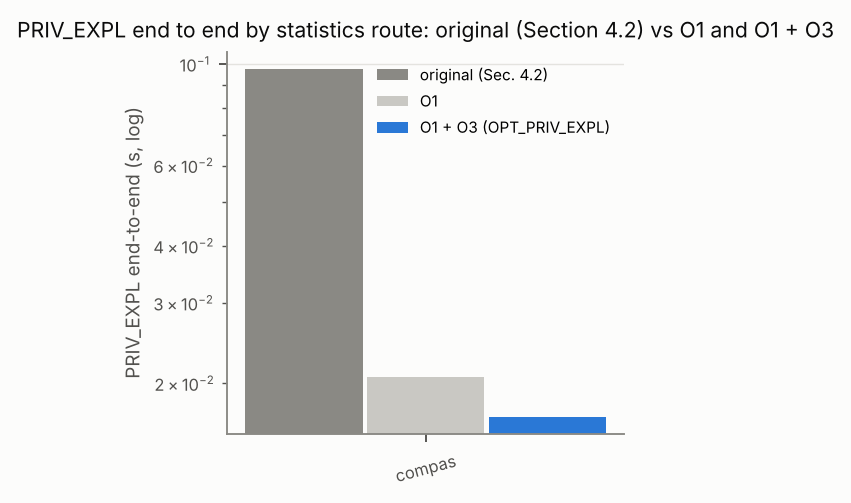 PRIV_EXPL end to end by statistics route: original (Section 4.2) vs O1 and O1 + O3
PRIV_EXPL end-to-end (s, log)
10⁻¹
6 × 10⁻²
4 × 10⁻²
3 × 10⁻²
2 × 10⁻²
original (Sec. 4.2)
O1
O1 + O3 (OPT_PRIV_EXPL)
compas